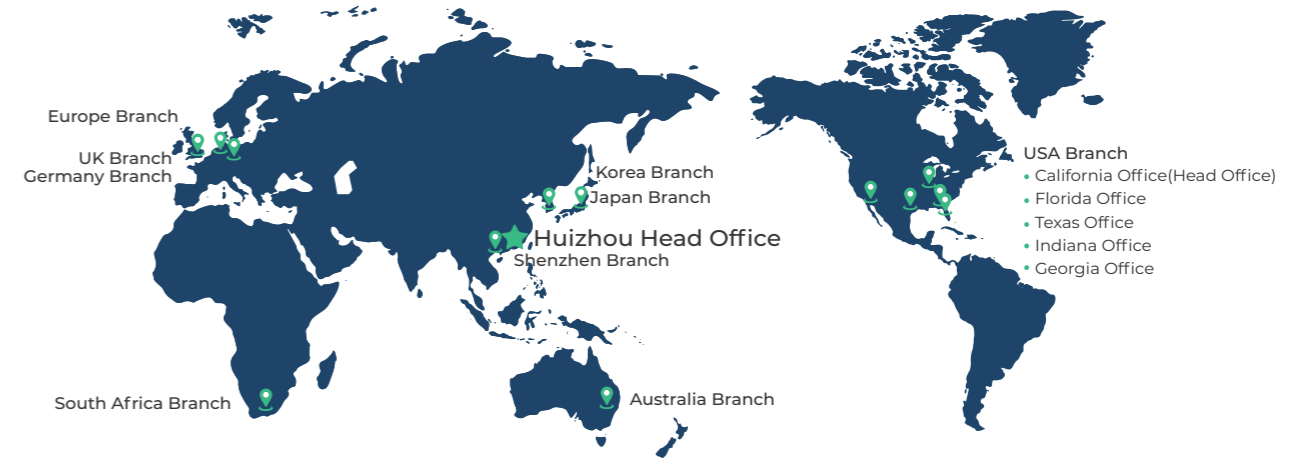 Europe Branch
UK Branch
Germany Branch
South Africa Branch
Korea Branch
Japan Branch
Huizhou Head Office
Shenzhen Branch
Australia Branch
USA Branch
California Office(Head Office)
Florida Office
Texas Office
Indiana Office
Georgia Office